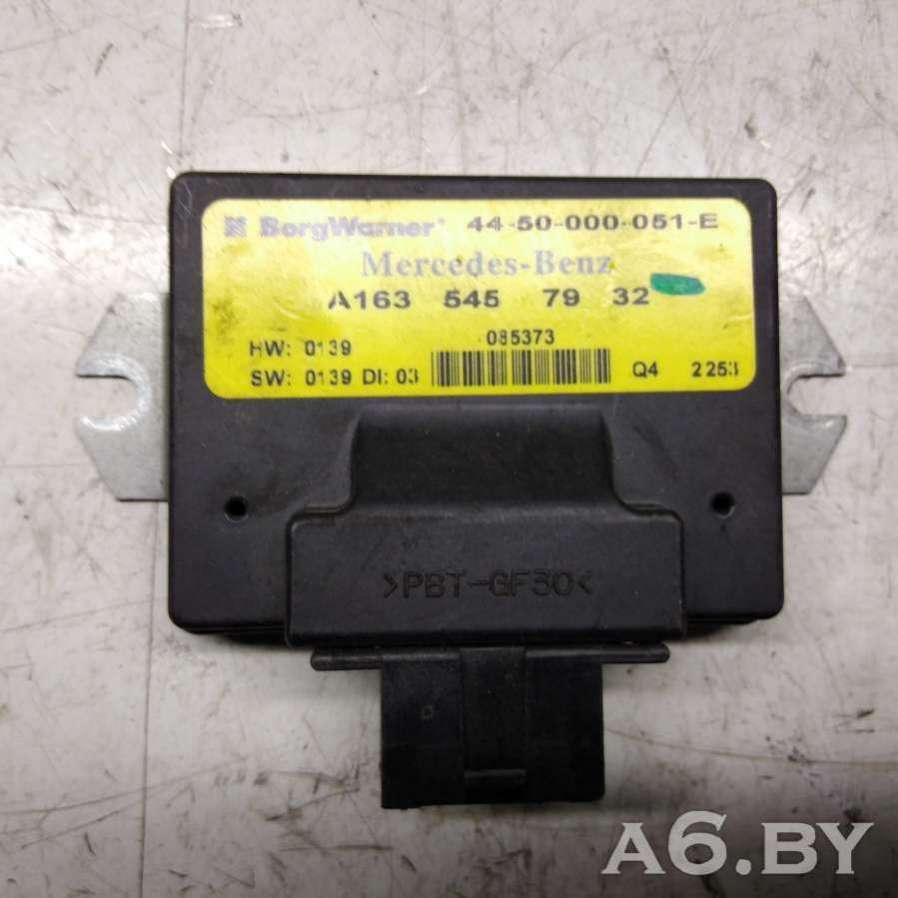 BorgWarner 44-50-000-051-E
Mercedes-Benz
A163 545 79 32
HW: 0139 085373
SW: 0139 DI: 03 Q4 2253
>PBT-GF30<
A6.BY